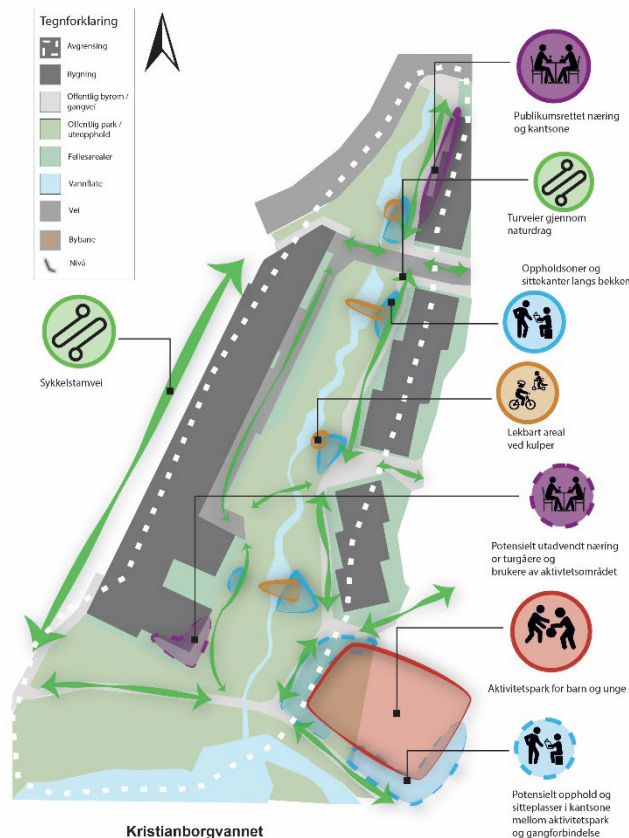 Tegnforklaring
Avgrensing
Bygning
Offentlig byrom /
gangvei
Offentlig park /
uteopphold
Fellesarealer
Vannflate
Vei
Bybane
Nivå
Publikumsrettet næring
og kantsone
Turveier gjennom
naturdrag
Oppholdsoner og
sittekanter langs bekken
Sykkelstamvei
Lekbart areal
ved kulper
Potensielt utadvendt næring
or turgåere og
brukere av aktivtetsområdet
Aktivitetspark for barn og unge
Potensielt opphold og
sitteplasser i kantsone
mellom aktivitetspark
og gangforbindelse
Kristianborgvannet